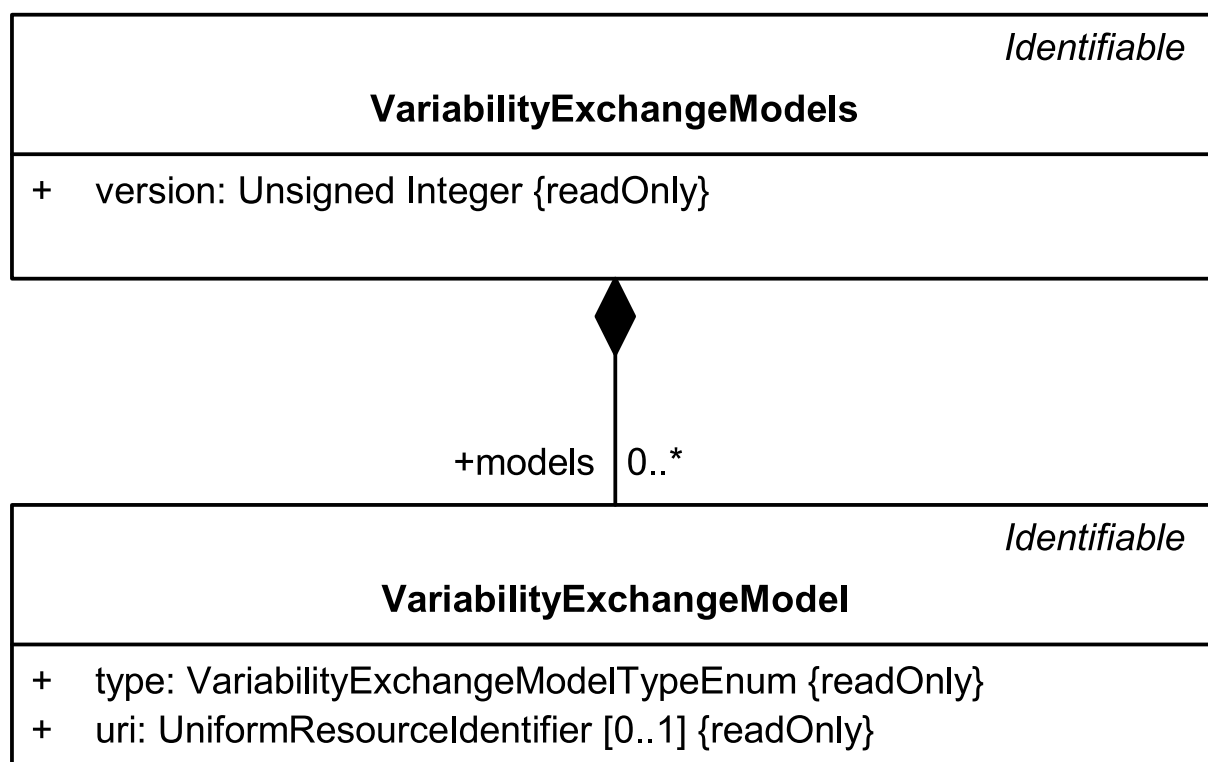 Identifiable
VariabilityExchangeModels
+ version: Unsigned Integer {readOnly}
+models 0..*
Identifiable
VariabilityExchangeModel
+ type: VariabilityExchangeModelTypeEnum {readOnly}
+ uri: UniformResourceIdentifier [0..1] {readOnly}